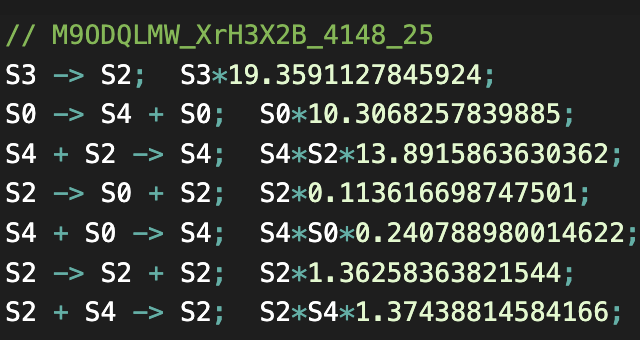 // M9ODQLMW_XrH3X2B_4148_25
S3 -> S2;  S3*19.3591127845924;
S0 -> S4 + S0;  S0*10.3068257839885;
S4 + S2 -> S4;  S4*S2*13.8915863630362;
S2 -> S0 + S2;  S2*0.113616698747501;
S4 + S0 -> S4;  S4*S0*0.240788980014622;
S2 -> S2 + S2;  S2*1.36258363821544;
S2 + S4 -> S2;  S2*S4*1.37438814584166;